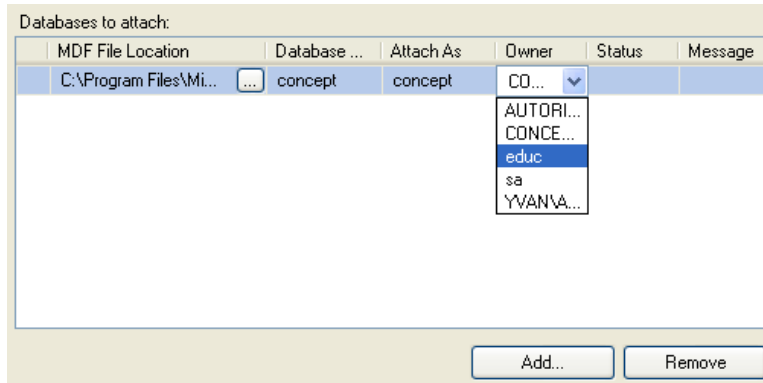 Databases to attach:
MDF File Location Database ... Attach As Owner Status Message
C:\Program Files\Mi... ... concept concept CO...
AUTORI...
CONCE...
educ
sa
YVAN\A...
Add... Remove